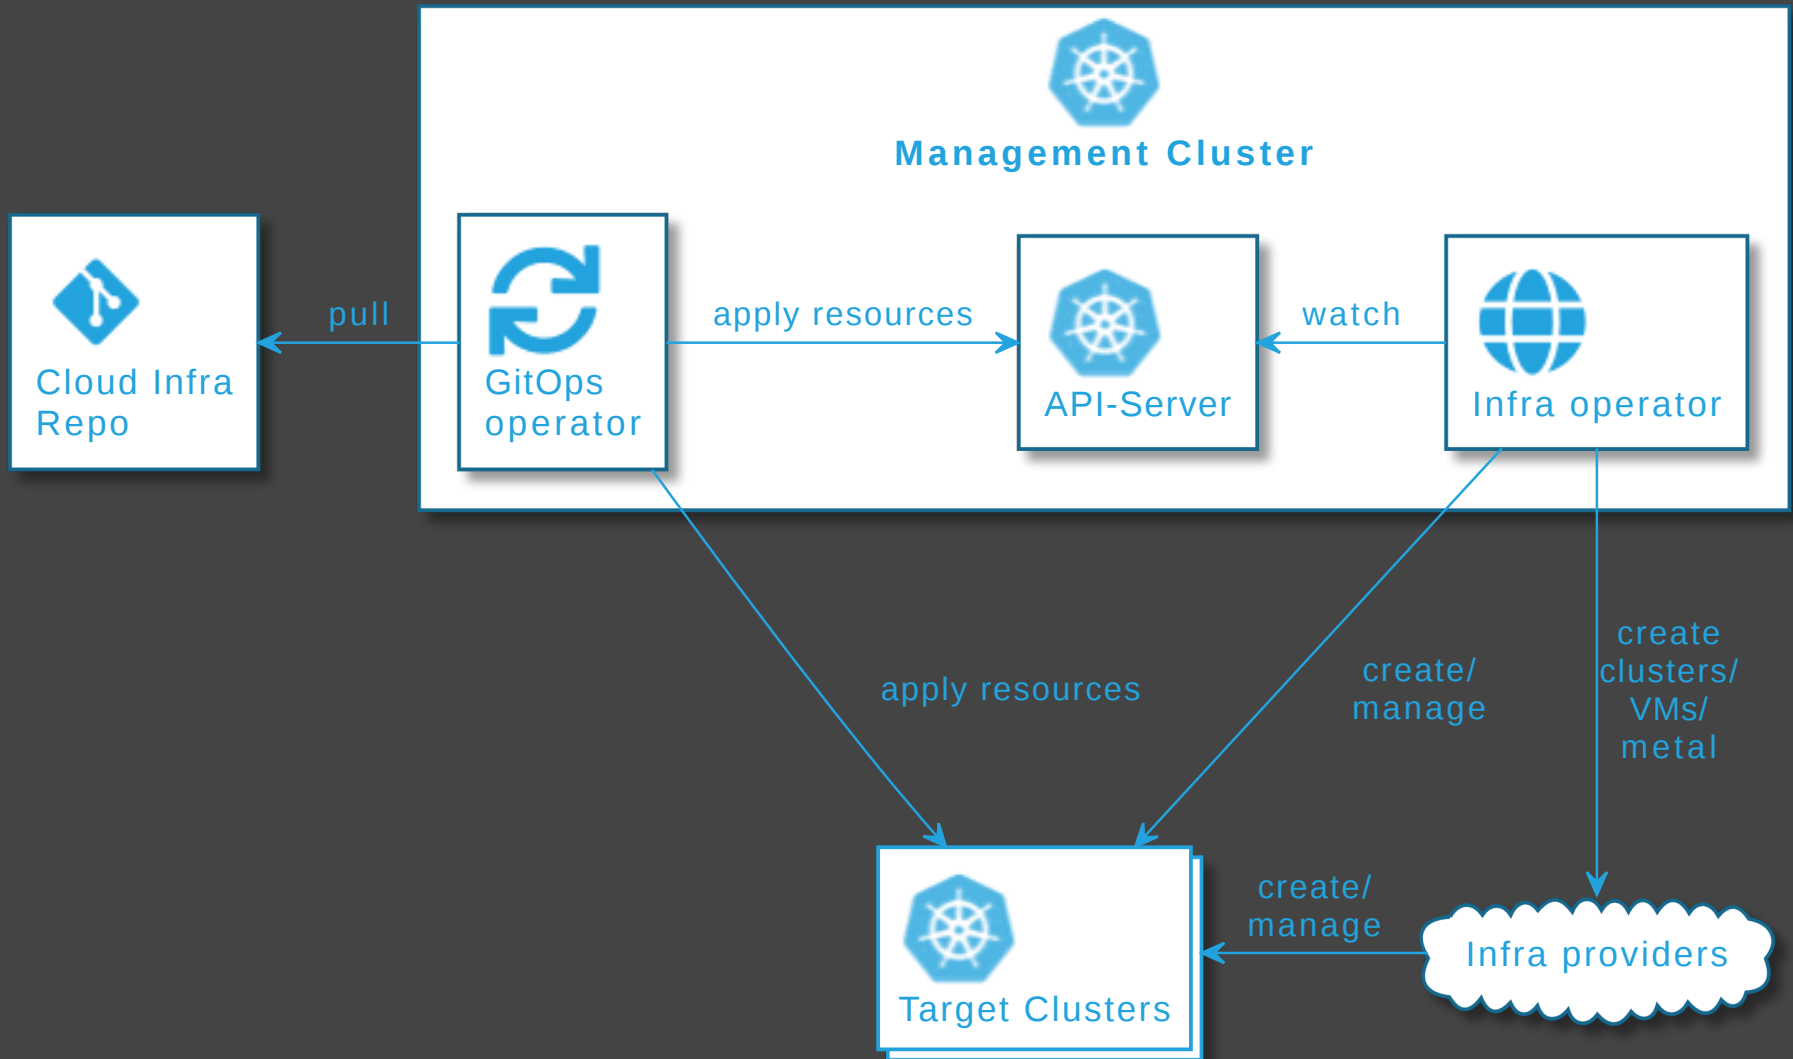 Management Cluster
pull
apply resources
watch
Cloud Infra
Repo
GitOps
operator
API-Server
Infra operator
apply resources
create/
manage
create
clusters/
VMs/
metal
create/
manage
Infra providers
Target Clusters